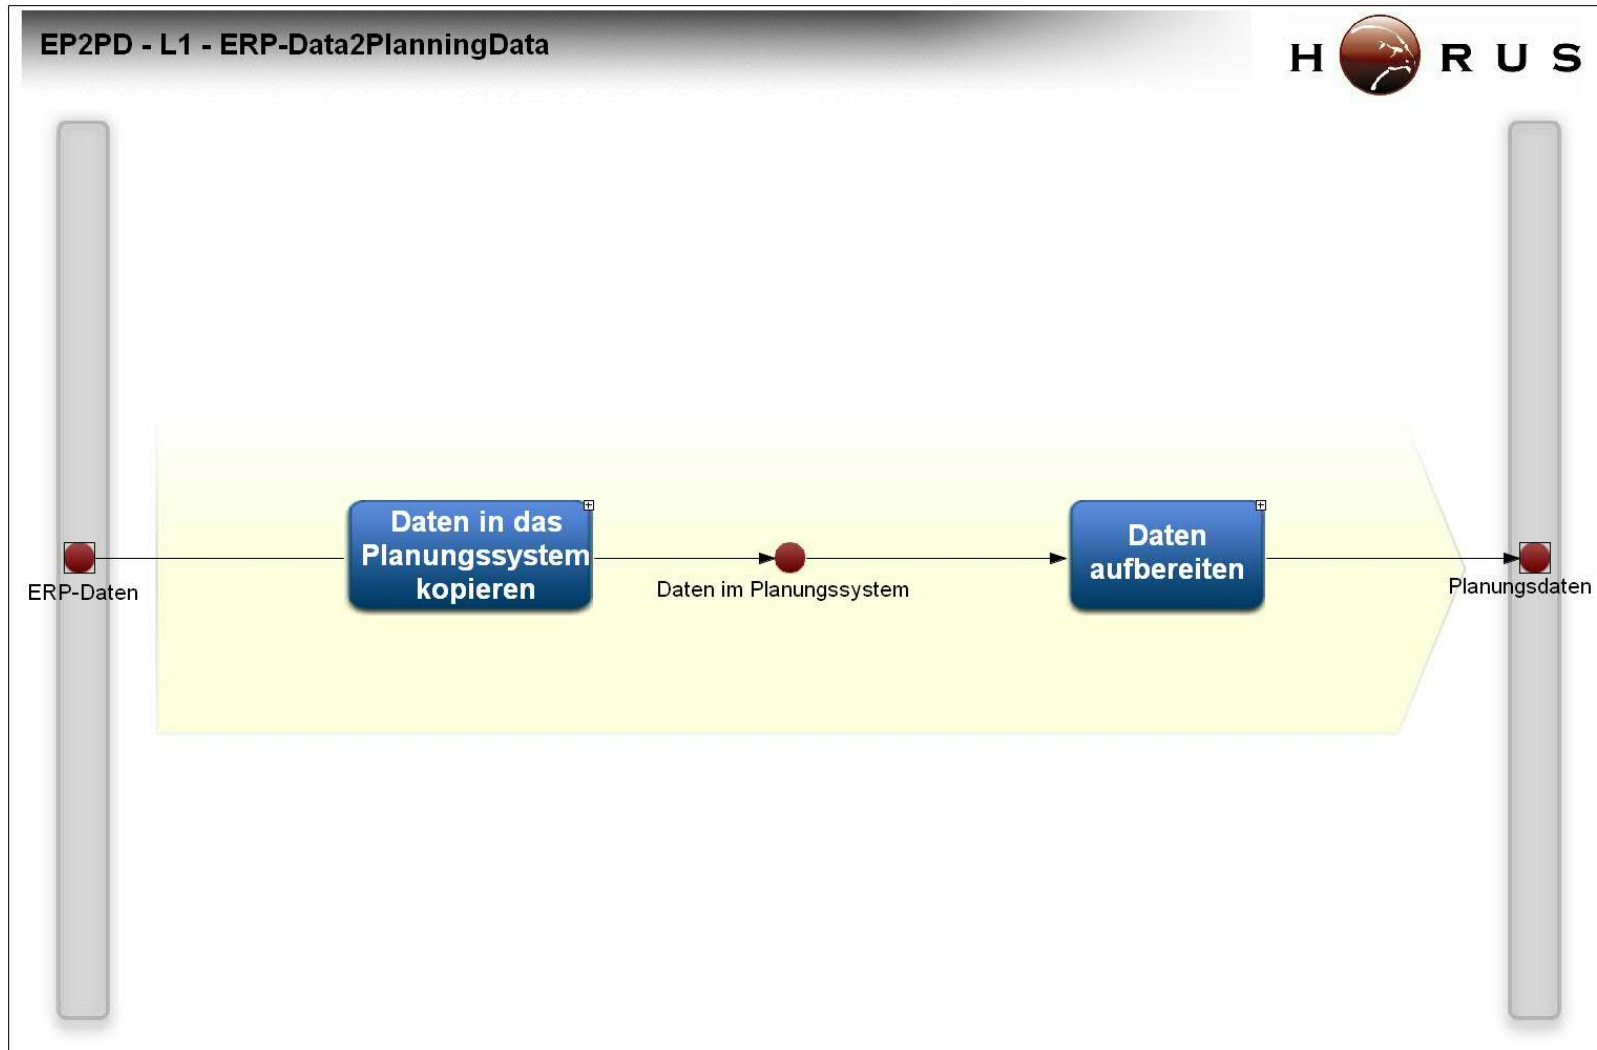 EP2PD - L1 - ERP-Data2PlanningData
H RUS
Daten in das
Planungssystem
kopieren
Daten
aufbereiten
ERP-Daten
Daten im Planungssystem
Planungsdaten